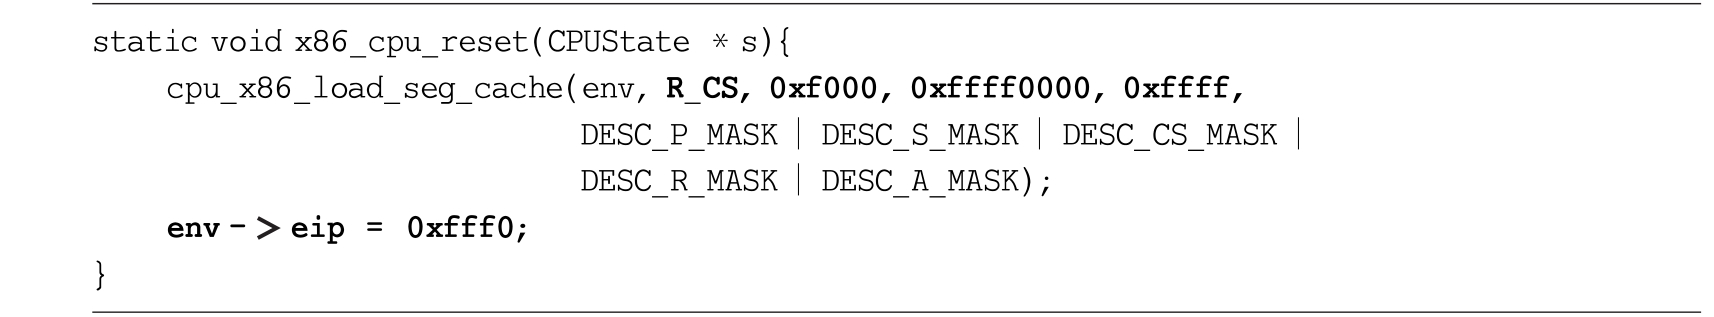 static void x86_cpu_reset(CPUState * s){
    cpu_x86_load_seg_cache(env, R_CS, 0xf000, 0xffff0000, 0xffff,
                           DESC_P_MASK | DESC_S_MASK | DESC_CS_MASK |
                           DESC_R_MASK | DESC_A_MASK);
    env -> eip = 0xfff0;
}